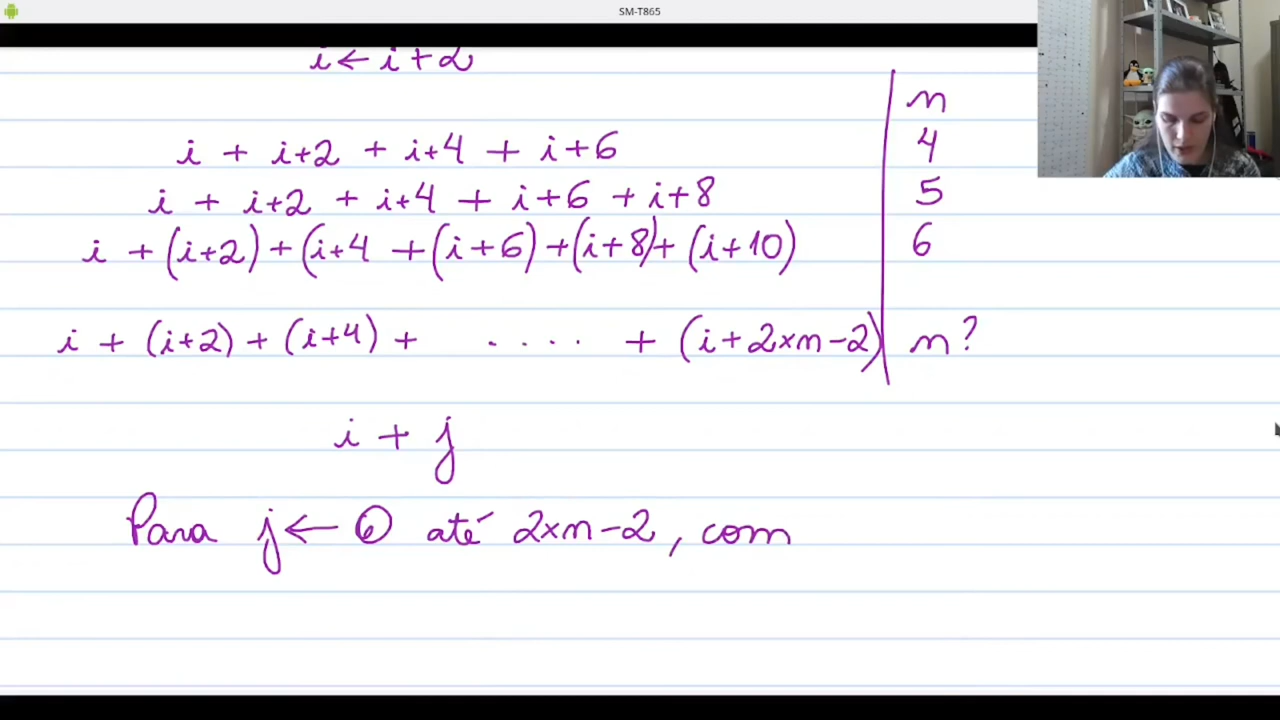 SM-T865
i ← i + 2
n
i + i+2 + i+4 + i+6 4
i + i+2 + i+4 + i+6 + i+8 5
i + (i+2) + (i+4 + (i+6) + (i+8) + (i+10) 6
i + (i+2) + (i+4) + ..... + (i+2×n-2) n?
i + j
Para j ← 0 até 2×n-2, com